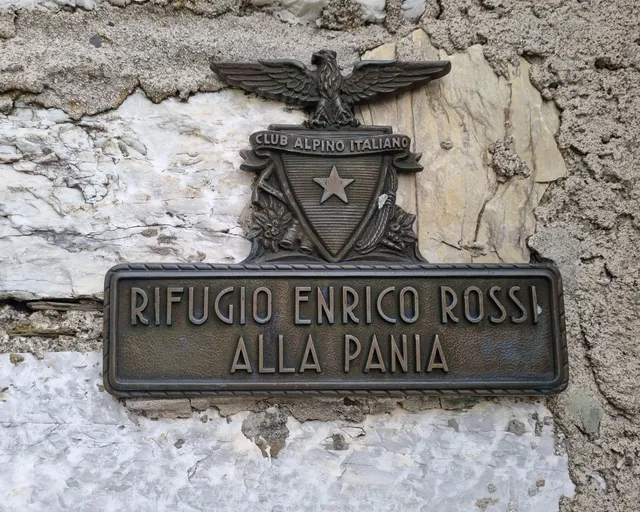 CLUB ALPINO ITALIANO
RIFUGIO ENRICO ROSSI
ALLA PANIA